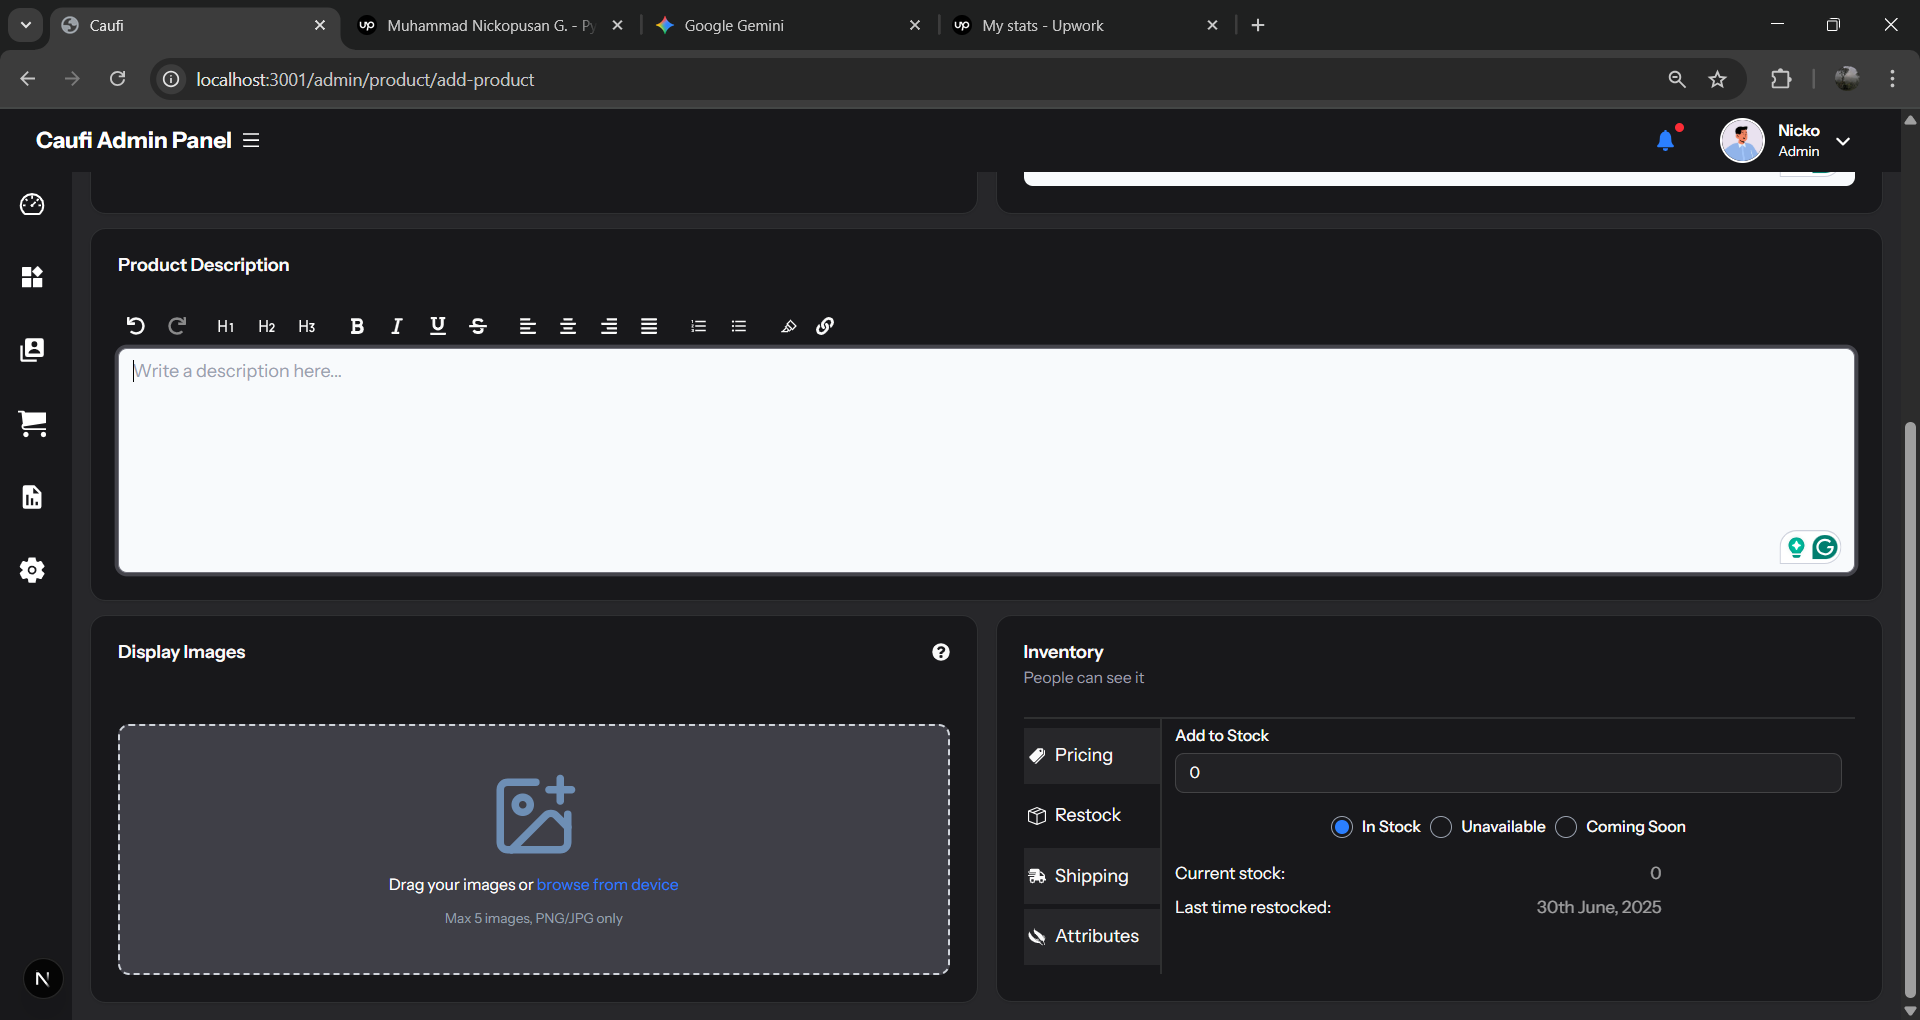 Caufi
Muhammad Nickopusan G. - Py
Google Gemini
My stats - Upwork
localhost:3001/admin/product/add-product
Caufi Admin Panel
Nicko
Admin
Product Description
H1 H2 H3 B I U S
Write a description here...
Display Images
Drag your images or browse from device
Max 5 images, PNG/JPG only
Inventory
People can see it
Pricing
Restock
Shipping
Attributes
Add to Stock
0
In Stock Unavailable Coming Soon
Current stock: 0
Last time restocked: 30th June, 2025
N